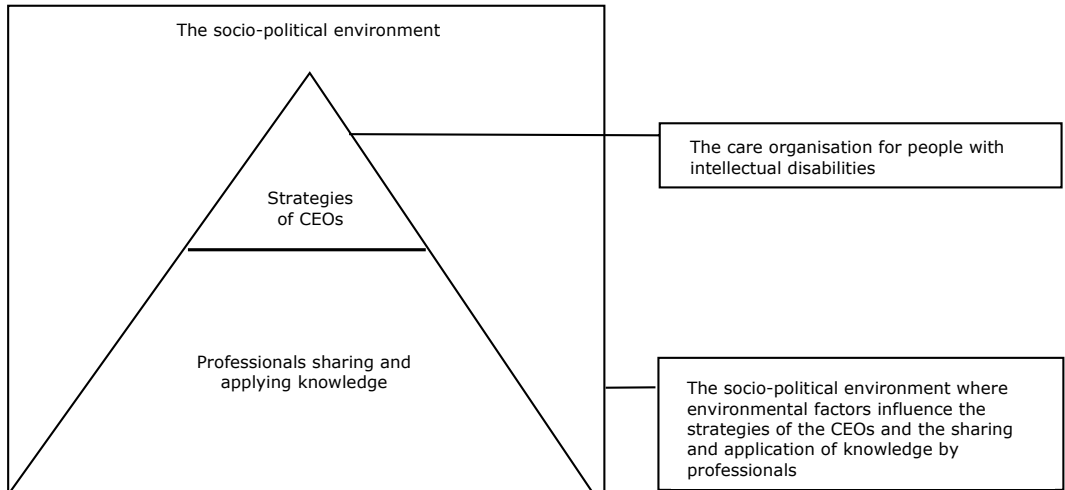 The socio-political environment
The care organisation for people with
intellectual disabilities
Strategies
of CEOs
Professionals sharing and
applying knowledge
The socio-political environment where
environmental factors influence the
strategies of the CEOs and the sharing
and application of knowledge by
professionals